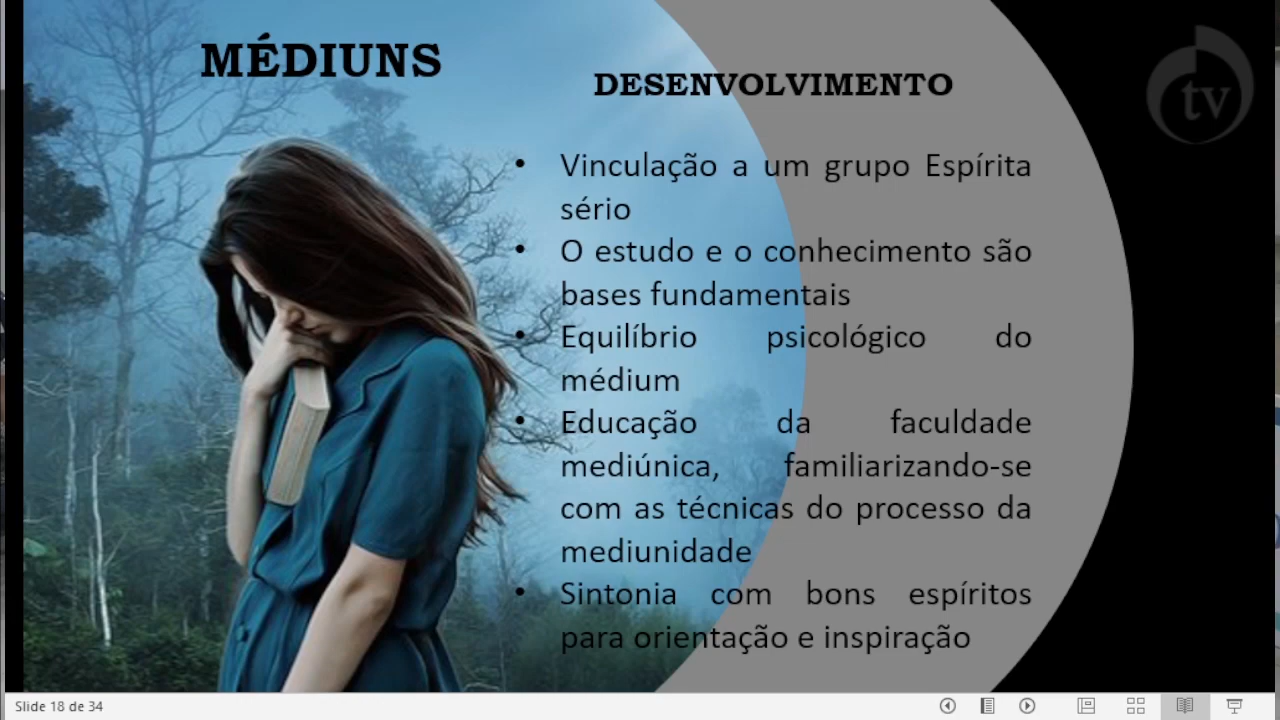 MÉDIUNS
DESENVOLVIMENTO
tv
• Vinculação a um grupo Espírita
sério
• O estudo e o conhecimento são
bases fundamentais
• Equilíbrio psicológico do
médium
• Educação da faculdade
mediúnica, familiarizando-se
com as técnicas do processo da
mediunidade
• Sintonia com bons espíritos
para orientação e inspiração
Slide 18 de 34